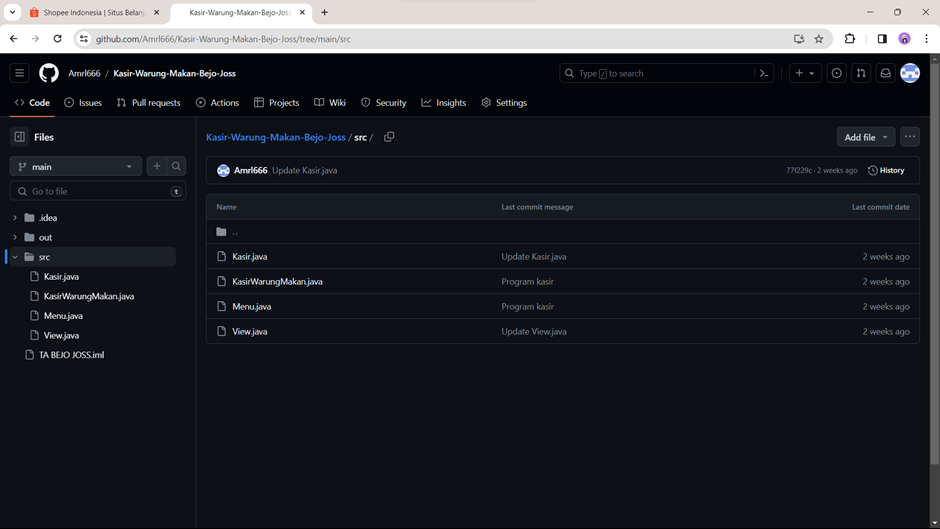 Shopee Indonesia | Situs Belanj
Kasir-Warung-Makan-Bejo-Joss
github.com/Amrl666/Kasir-Warung-Makan-Bejo-Joss/tree/main/src
Amrl666 / Kasir-Warung-Makan-Bejo-Joss
Type / to search
Code Issues Pull requests Actions Projects Wiki Security Insights Settings
Files
Kasir-Warung-Makan-Bejo-Joss / src /
Add file
main
Amrl666 Update Kasir.java
77f229c · 2 weeks ago
History
Go to file
t
Name Last commit message Last commit date
.idea
..
out
src
Kasir.java Update Kasir.java 2 weeks ago
Kasir.java
KasirWarungMakan.java Program kasir 2 weeks ago
KasirWarungMakan.java
Menu.java Program kasir 2 weeks ago
Menu.java
View.java Update View.java 2 weeks ago
View.java
TA BEJO JOSS.iml